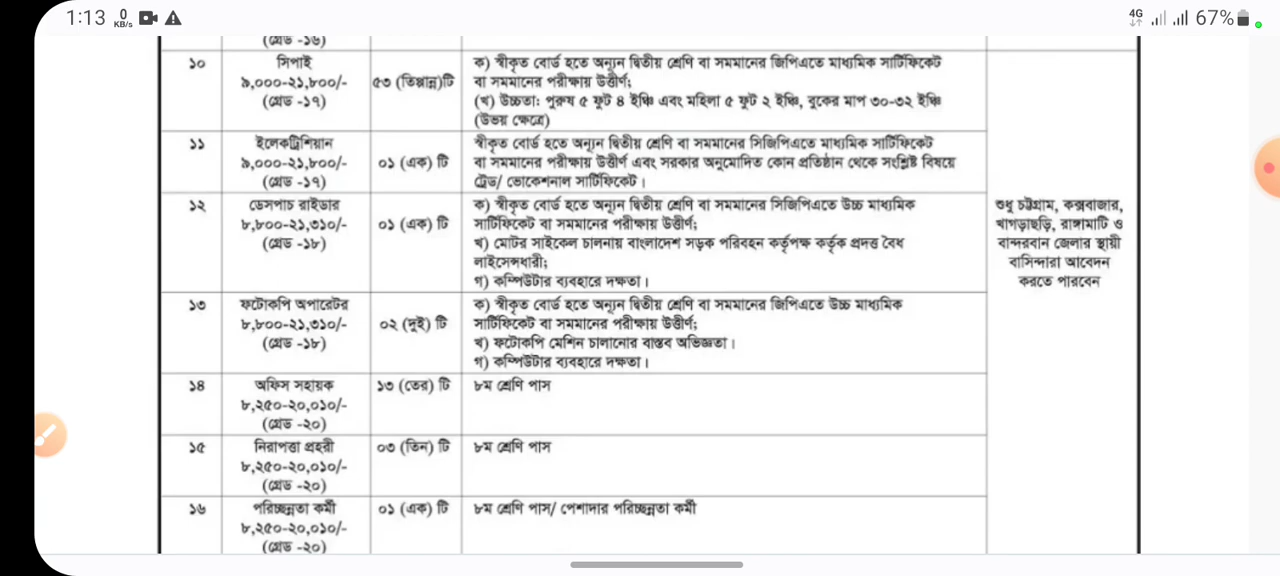 1:13 0 KB/s 4G 67%
(গ্রেড -১৬)
১০ সিপাই
৯,০০০-২১,৮০০/-
(গ্রেড -১৭)
৫৩ (তিপ্পান্ন)টি
ক) স্বীকৃত বোর্ড হতে অন্যূন দ্বিতীয় শ্রেণি বা সমমানের জিপিএতে মাধ্যমিক সার্টিফিকেট
বা সমমানের পরীক্ষায় উত্তীর্ণ;
(খ) উচ্চতা: পুরুষ ৫ ফুট ৪ ইঞ্চি এবং মহিলা ৫ ফুট ২ ইঞ্চি, বুকের মাপ ৩০-৩২ ইঞ্চি
(উভয় ক্ষেত্রে)
১১ ইলেকট্রিশিয়ান
৯,০০০-২১,৮০০/-
(গ্রেড -১৭)
০১ (এক) টি
স্বীকৃত বোর্ড হতে অন্যূন দ্বিতীয় শ্রেণি বা সমমানের সিজিপিএতে মাধ্যমিক সার্টিফিকেট
বা সমমানের পরীক্ষায় উত্তীর্ণ এবং সরকার অনুমোদিত কোন প্রতিষ্ঠান থেকে সংশ্লিষ্ট বিষয়ে
ট্রেড/ ভোকেশনাল সার্টিফিকেট।
১২ ডেসপাচ রাইডার
৮,৮০০-২১,৩১০/-
(গ্রেড -১৮)
০১ (এক) টি
ক) স্বীকৃত বোর্ড হতে অন্যূন দ্বিতীয় শ্রেণি বা সমমানের সিজিপিএতে উচ্চ মাধ্যমিক
সার্টিফিকেট বা সমমানের পরীক্ষায় উত্তীর্ণ;
খ) মোটর সাইকেল চালনায় বাংলাদেশ সড়ক পরিবহন কর্তৃপক্ষ কর্তৃক প্রদত্ত বৈধ
লাইসেন্সধারী;
গ) কম্পিউটার ব্যবহারে দক্ষতা।
১৩ ফটোকপি অপারেটর
৮,৮০০-২১,৩১০/-
(গ্রেড -১৮)
০২ (দুই) টি
ক) স্বীকৃত বোর্ড হতে অন্যূন দ্বিতীয় শ্রেণি বা সমমানের জিপিএতে উচ্চ মাধ্যমিক
সার্টিফিকেট বা সমমানের পরীক্ষায় উত্তীর্ণ;
খ) ফটোকপি মেশিন চালানোর বাস্তব অভিজ্ঞতা।
গ) কম্পিউটার ব্যবহারে দক্ষতা।
১৪ অফিস সহায়ক
৮,২৫০-২০,০১০/-
(গ্রেড -২০)
১৩ (তের) টি
৮ম শ্রেণি পাস
১৫ নিরাপত্তা প্রহরী
৮,২৫০-২০,০১০/-
(গ্রেড -২০)
০৩ (তিন) টি
৮ম শ্রেণি পাস
১৬ পরিচ্ছন্নতা কর্মী
৮,২৫০-২০,০১০/-
(গ্রেড -২০)
০১ (এক) টি
৮ম শ্রেণি পাস/ পেশাদার পরিচ্ছন্নতা কর্মী
শুধু চট্টগ্রাম, কক্সবাজার,
খাগড়াছড়ি, রাঙ্গামাটি ও
বান্দরবান জেলার স্থায়ী
বাসিন্দারা আবেদন
করতে পারবেন